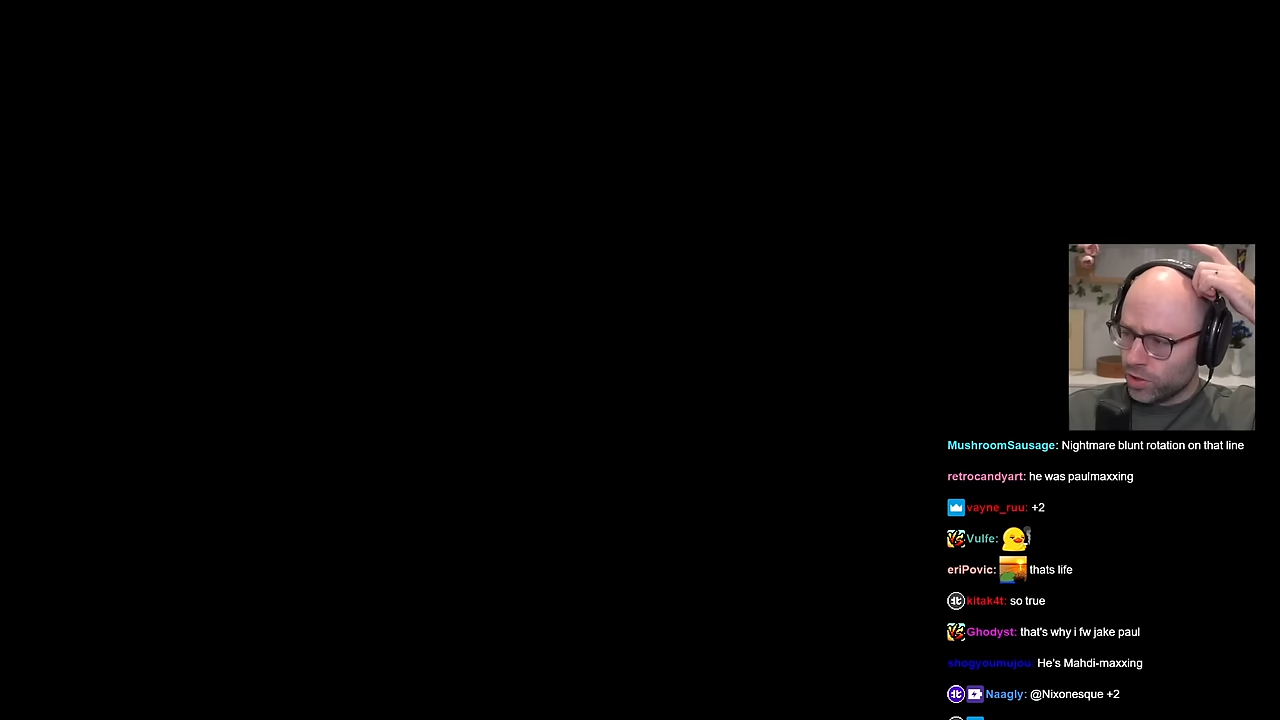 MushroomSausage: Nightmare blunt rotation on that line
retrocandyart: he was paulmaxxing
vayne_ruu: +2
Vulfe:
eriPovic: thats life
kitak4t: so true
Ghodyst: that's why i fw jake paul
shogyoumujou: He's Mahdi-maxxing
Naagly: @Nixonesque +2